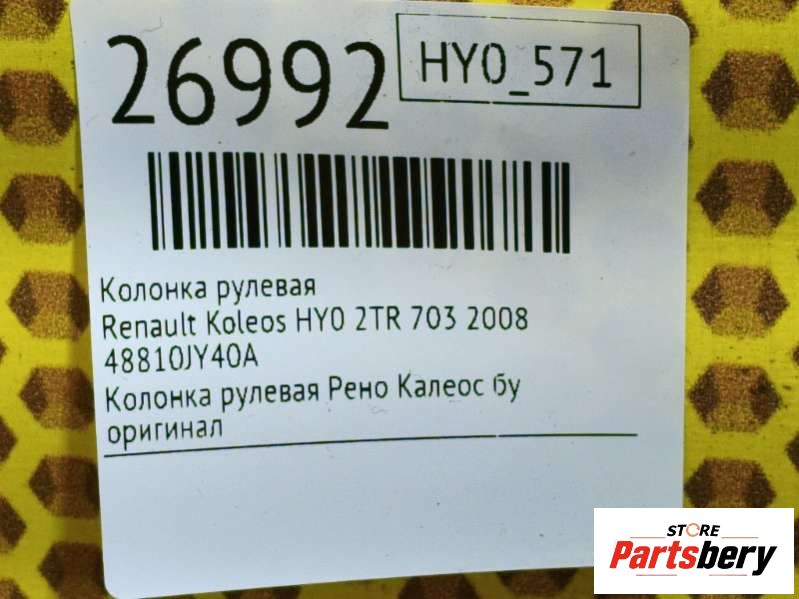 26992
HY0_571
Колонка рулевая
Renault Koleos HY0 2TR 703 2008
48810JY40A
Колонка рулевая Рено Калеос бу
оригинал
STORE
Partsbery